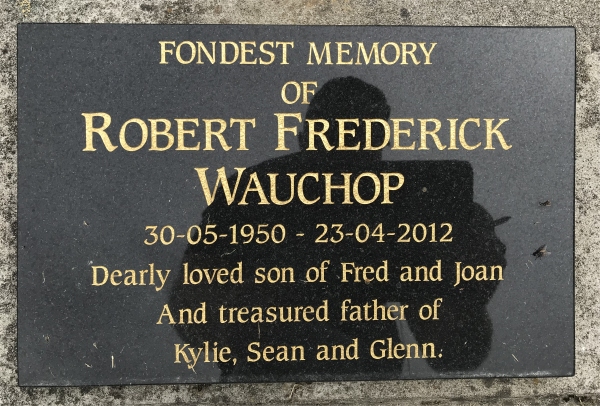 FONDEST MEMORY
OF
ROBERT FREDERICK
WAUCHOP
30-05-1950 - 23-04-2012
Dearly loved son of Fred and Joan
And treasured father of
Kylie, Sean and Glenn.